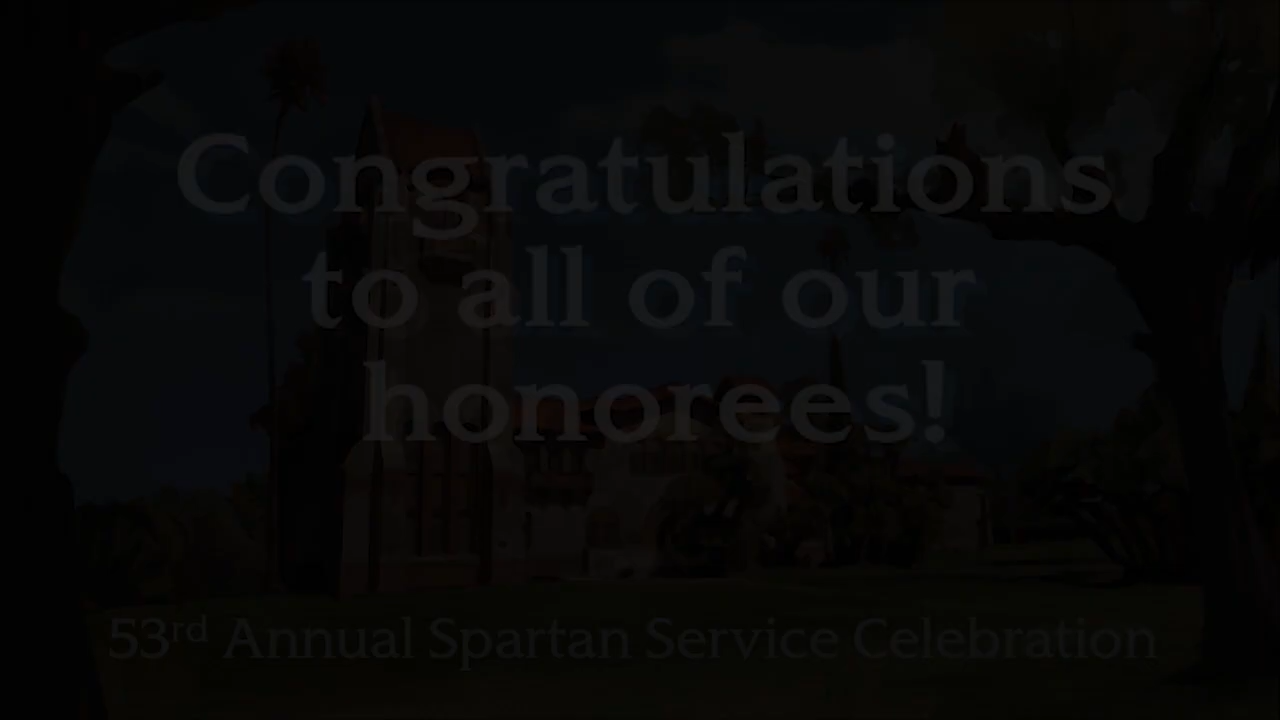 Congratulations
to all of our
honorees!
53rd Annual Spartan Service Celebration